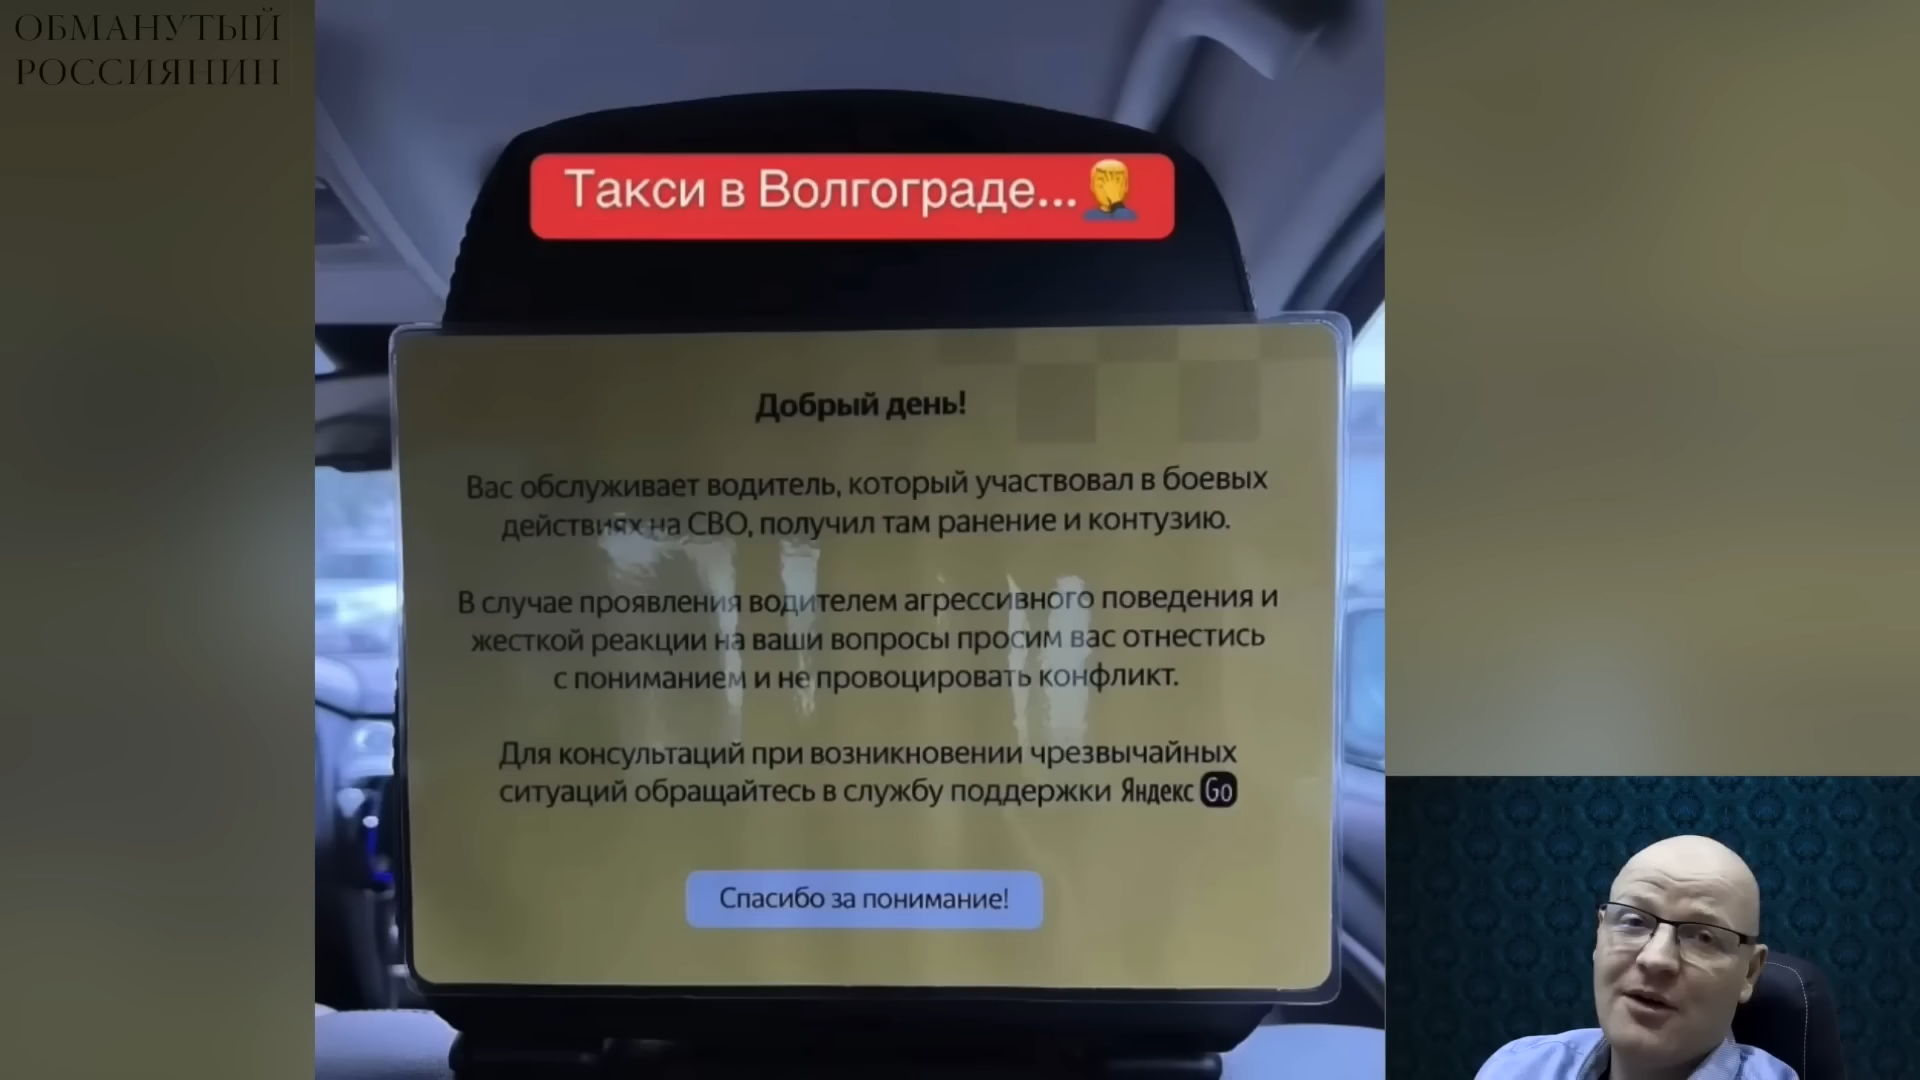 ОБМАНУТЫЙ
РОССИЯНИН
Такси в Волгограде...
Добрый день!
Вас обслуживает водитель, который участвовал в боевых
действиях на СВО, получил там ранение и контузию.
В случае проявления водителем агрессивного поведения и
жесткой реакции на ваши вопросы просим вас отнестись
с пониманием и не провоцировать конфликт.
Для консультаций при возникновении чрезвычайных
ситуаций обращайтесь в службу поддержки Яндекс Go
Спасибо за понимание!